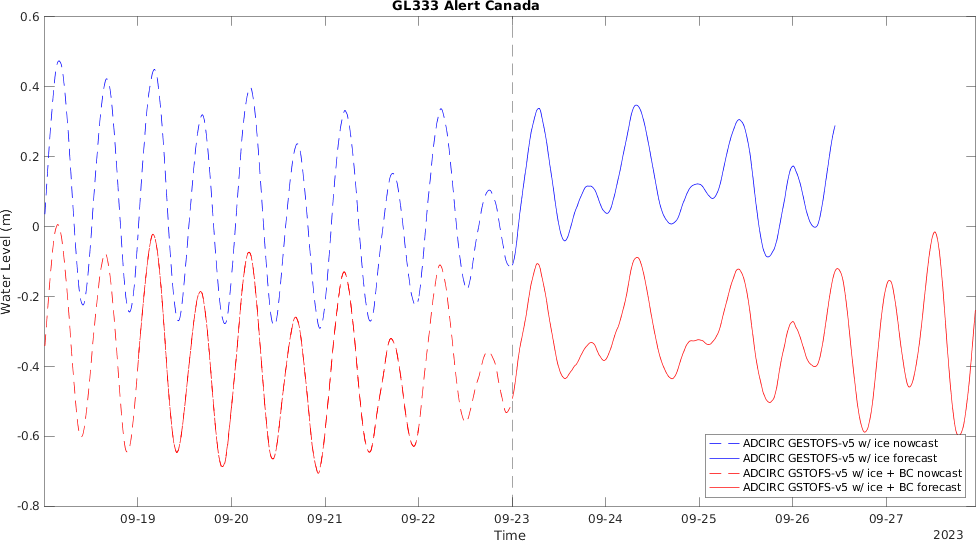 GL333 Alert Canada
0.6
0.4
0.2
0
-0.2
-0.4
-0.6
-0.8
Water Level (m)
ADCIRC GESTOFS-v5 w/ ice nowcast
ADCIRC GESTOFS-v5 w/ ice forecast
ADCIRC GSTOFS-v5 w/ ice + BC nowcast
ADCIRC GSTOFS-v5 w/ ice + BC forecast
09-19 09-20 09-21 09-22 09-23 09-24 09-25 09-26 09-27
Time
2023